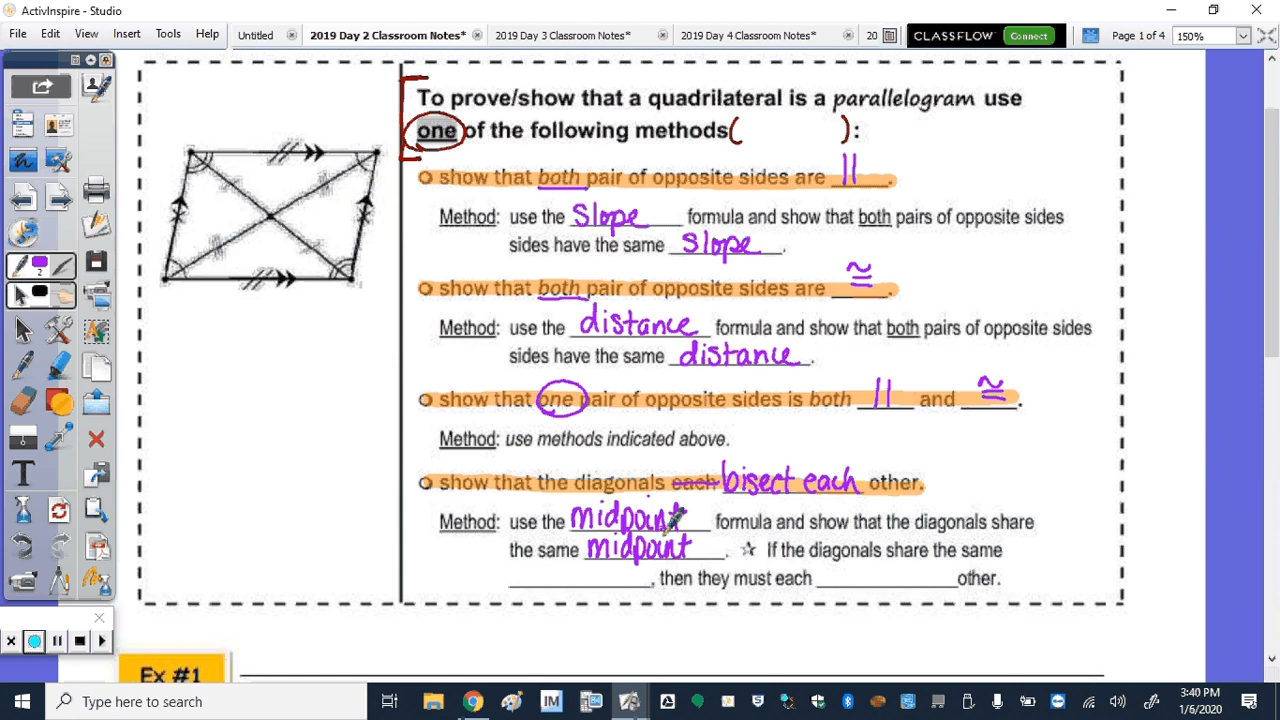 ActivInspire - Studio
File Edit View Insert Tools Help Untitled 2019 Day 2 Classroom Notes* 2019 Day 3 Classroom Notes* 2019 Day 4 Classroom Notes* 20 CLASSFLOW Connect Page 1 of 4 150%
To prove/show that a quadrilateral is a parallelogram use
one of the following methods( ):
show that both pair of opposite sides are ||.
Method: use the slope formula and show that both pairs of opposite sides
sides have the same slope.
show that both pair of opposite sides are ≅.
Method: use the distance formula and show that both pairs of opposite sides
sides have the same distance.
show that one pair of opposite sides is both || and ≅.
Method: use methods indicated above.
show that the diagonals each bisect each other.
Method: use the midpoint formula and show that the diagonals share
the same midpoint. ☆ If the diagonals share the same
____________, then they must each ____________other.
2
T
Ex #1
Type here to search
IM
3:40 PM
1/6/2020